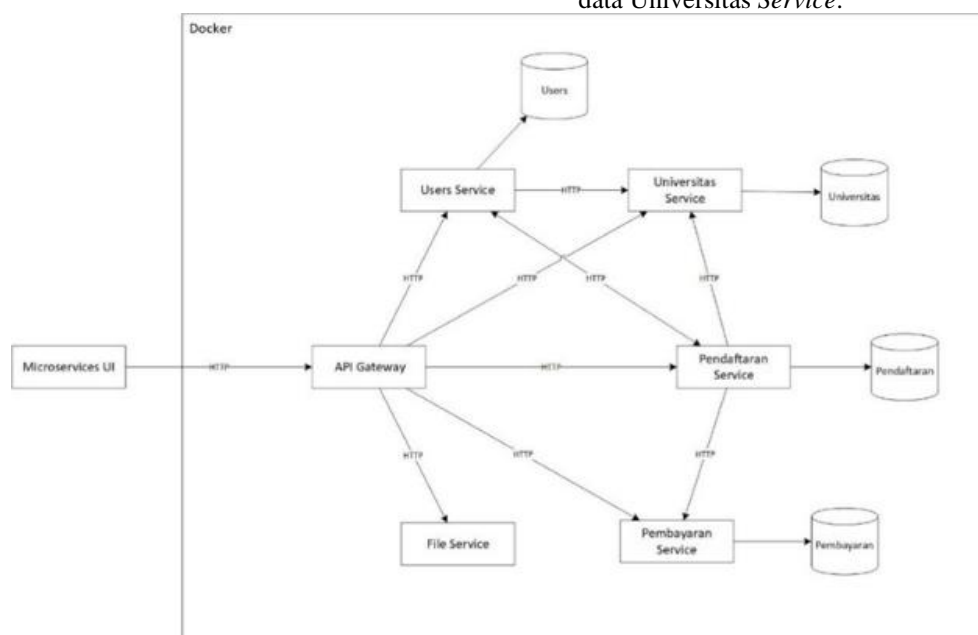 data Universitas Service.
Docker
Users
Users Service
HTTP
Universitas
Service
Universitas
HTTP
HTTP
HTTP
HTTP
Microservices UI
HTTP
API Gateway
HTTP
Pendaftaran
Service
Pendaftaran
HTTP
HTTP
HTTP
File Service
Pembayaran
Service
Pembayaran